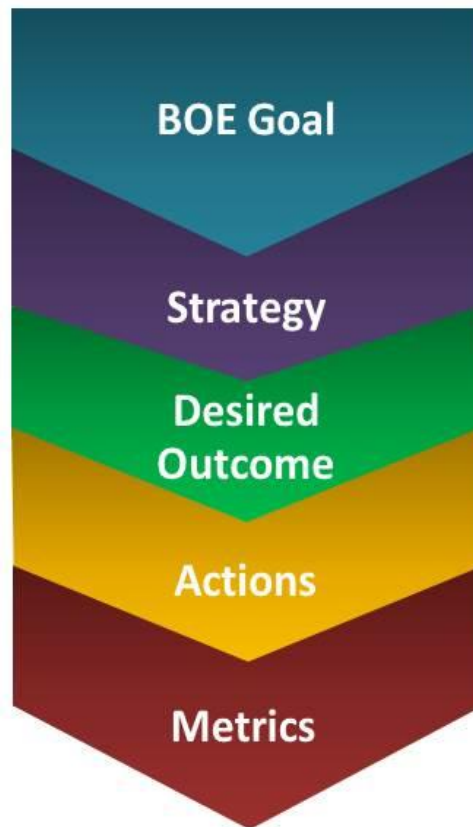 BOE Goal
Strategy
Desired
Outcome
Actions
Metrics